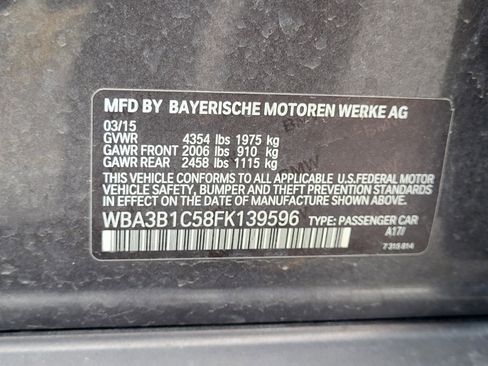 MFD BY BAYERISCHE MOTOREN WERKE AG
03/15
GVWR 4354 lbs 1975 kg
GAWR FRONT 2006 lbs 910 kg
GAWR REAR 2458 lbs 1115 kg
THIS VEHICLE CONFORMS TO ALL APPLICABLE U.S.FEDERAL MOTOR
VEHICLE SAFETY, BUMPER, AND THEFT PREVENTION STANDARDS
IN EFFECT ON THE DATE OF MANUFACTURE SHOWN ABOVE.
WBA3B1C58FK139596 TYPE: PASSENGER CAR
A17/
7 315 814